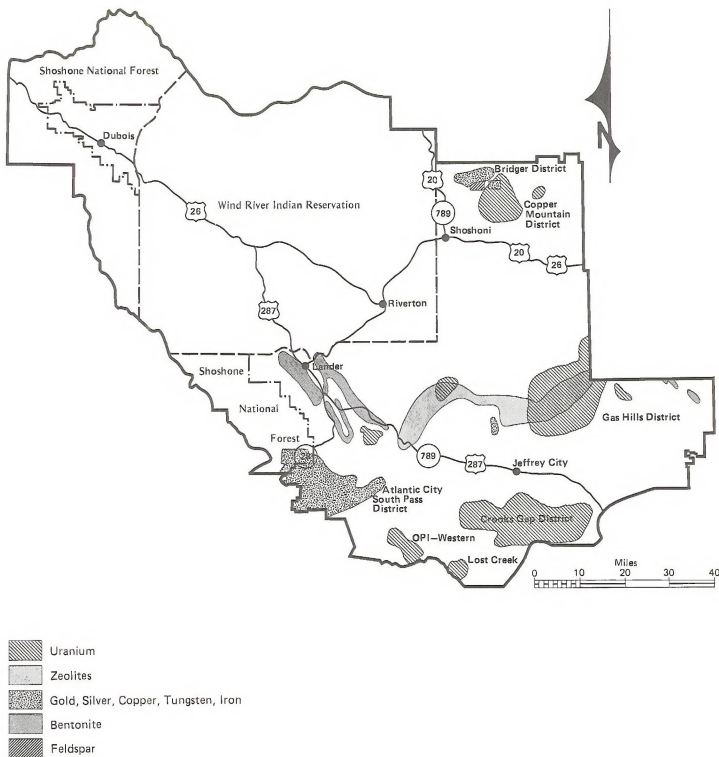 Shoshone National Forest
N
Dubois
20
Bridger District
Copper
Mountain
District
26
Wind River Indian Reservation
789
Shoshoni
20
26
287
Riverton
Shoshone
Lander
National
Gas Hills District
Forest
28
789
287
Jeffrey City
Atlantic City
South Pass
District
Crooks Gap District
OPI–Western
Lost Creek
Miles
0 10 20 30 40
Uranium
Zeolites
Gold, Silver, Copper, Tungsten, Iron
Bentonite
Feldspar